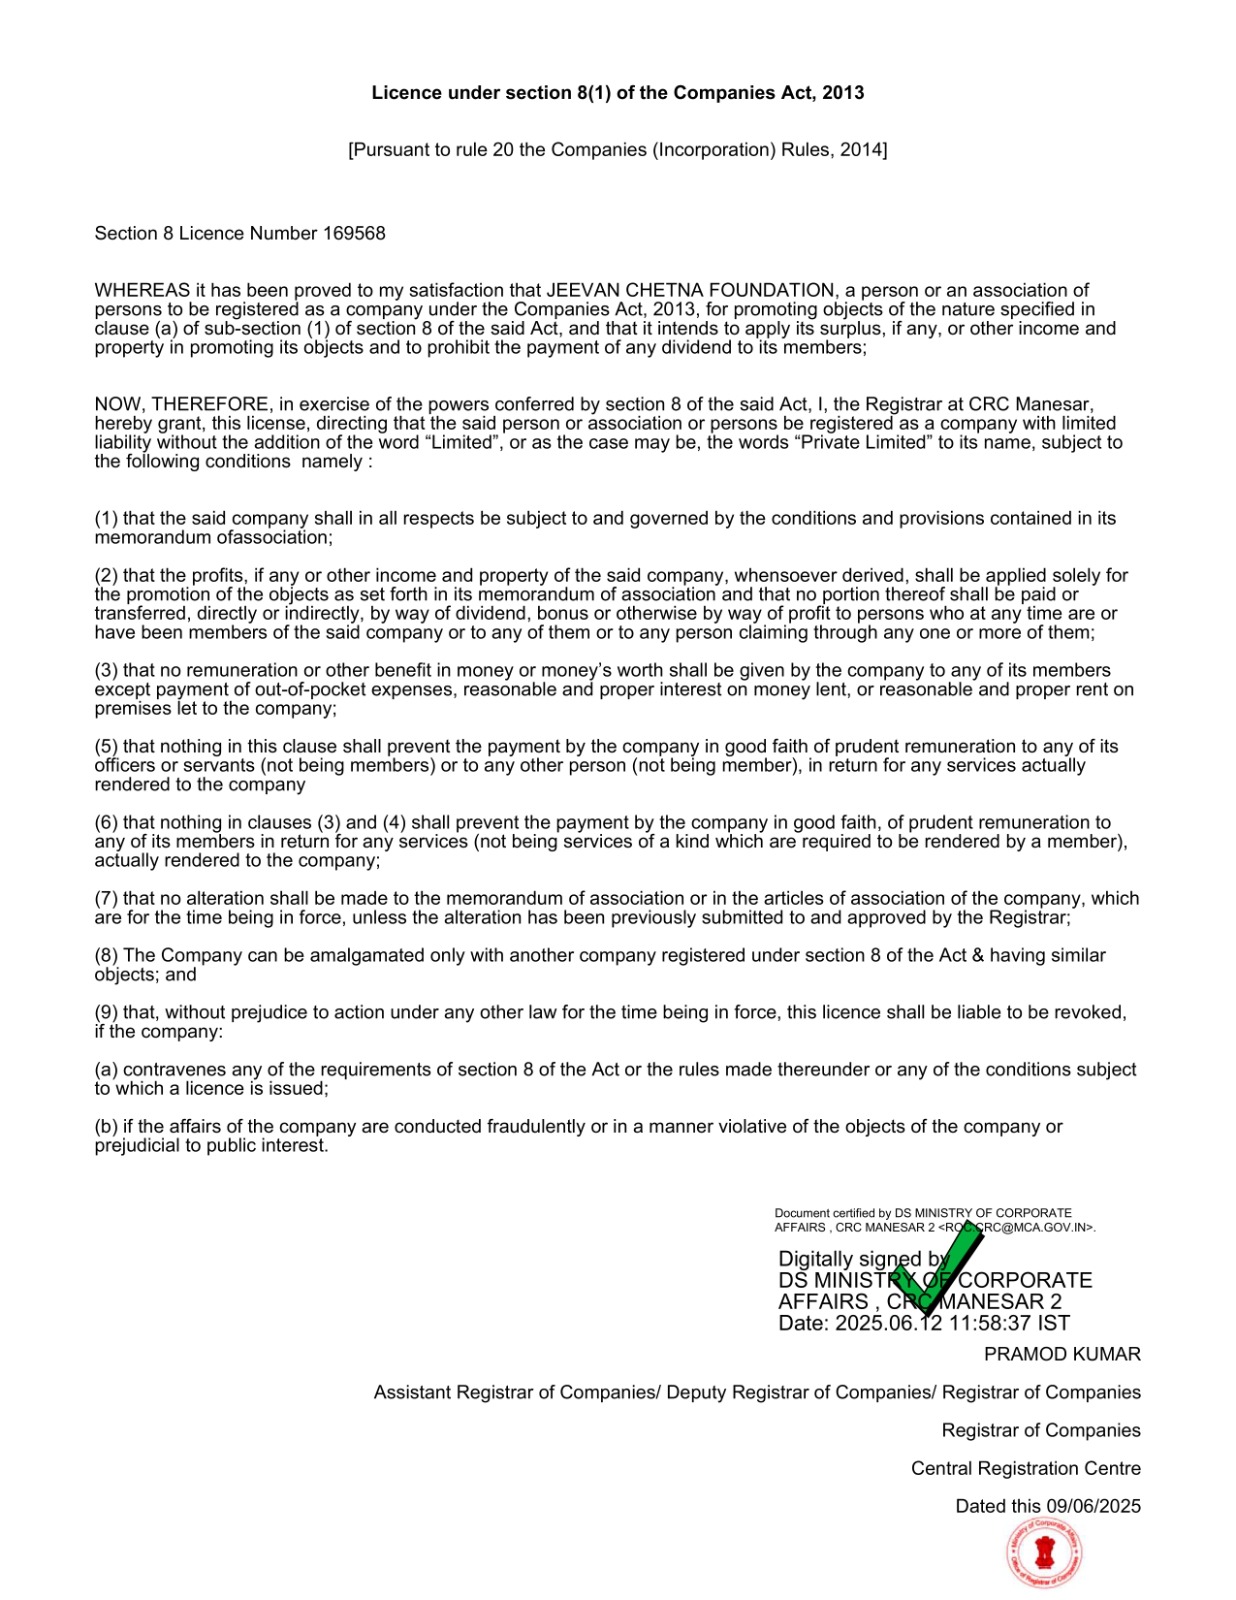 Licence under section 8(1) of the Companies Act, 2013
[Pursuant to rule 20 the Companies (Incorporation) Rules, 2014]
Section 8 Licence Number 169568
WHEREAS it has been proved to my satisfaction that JEEVAN CHETNA FOUNDATION, a person or an association of
persons to be registered as a company under the Companies Act, 2013, for promoting objects of the nature specified in
clause (a) of sub-section (1) of section 8 of the said Act, and that it intends to apply its surplus, if any, or other income and
property in promoting its objects and to prohibit the payment of any dividend to its members;
NOW, THEREFORE, in exercise of the powers conferred by section 8 of the said Act, I, the Registrar at CRC Manesar,
hereby grant, this license, directing that the said person or association or persons be registered as a company with limited
liability without the addition of the word “Limited”, or as the case may be, the words “Private Limited” to its name, subject to
the following conditions  namely :
(1) that the said company shall in all respects be subject to and governed by the conditions and provisions contained in its
memorandum ofassociation;
(2) that the profits, if any or other income and property of the said company, whensoever derived, shall be applied solely for
the promotion of the objects as set forth in its memorandum of association and that no portion thereof shall be paid or
transferred, directly or indirectly, by way of dividend, bonus or otherwise by way of profit to persons who at any time are or
have been members of the said company or to any of them or to any person claiming through any one or more of them;
(3) that no remuneration or other benefit in money or money’s worth shall be given by the company to any of its members
except payment of out-of-pocket expenses, reasonable and proper interest on money lent, or reasonable and proper rent on
premises let to the company;
(5) that nothing in this clause shall prevent the payment by the company in good faith of prudent remuneration to any of its
officers or servants (not being members) or to any other person (not being member), in return for any services actually
rendered to the company
(6) that nothing in clauses (3) and (4) shall prevent the payment by the company in good faith, of prudent remuneration to
any of its members in return for any services (not being services of a kind which are required to be rendered by a member),
actually rendered to the company;
(7) that no alteration shall be made to the memorandum of association or in the articles of association of the company, which
are for the time being in force, unless the alteration has been previously submitted to and approved by the Registrar;
(8) The Company can be amalgamated only with another company registered under section 8 of the Act & having similar
objects; and
(9) that, without prejudice to action under any other law for the time being in force, this licence shall be liable to be revoked,
if the company:
(a) contravenes any of the requirements of section 8 of the Act or the rules made thereunder or any of the conditions subject
to which a licence is issued;
(b) if the affairs of the company are conducted fraudulently or in a manner violative of the objects of the company or
prejudicial to public interest.
Document certified by DS MINISTRY OF CORPORATE
AFFAIRS , CRC MANESAR 2 <ROC.CRC@MCA.GOV.IN>.
Digitally signed by
DS MINISTRY OF CORPORATE
AFFAIRS , CRC MANESAR 2
Date: 2025.06.12 11:58:37 IST
PRAMOD KUMAR
Assistant Registrar of Companies/ Deputy Registrar of Companies/ Registrar of Companies
Registrar of Companies
Central Registration Centre
Dated this 09/06/2025
Ministry of Corporate Affairs
Office of Registrar of Companies